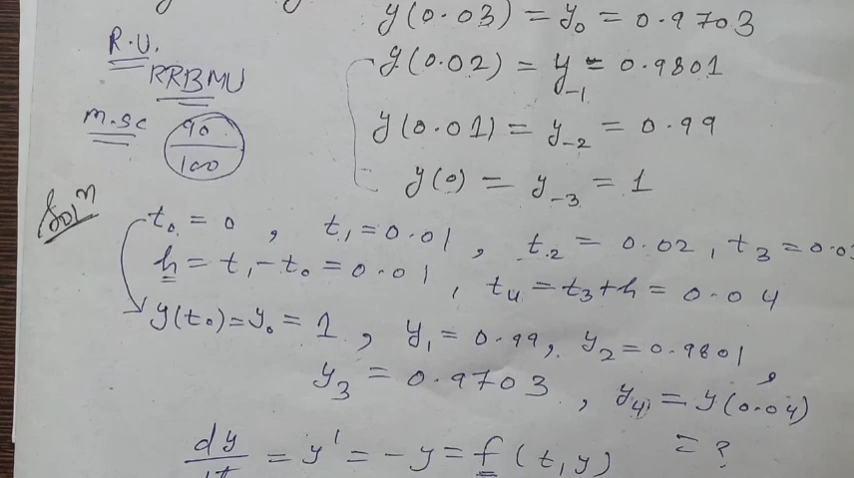 y(0.03) = y₀ = 0.9703
R.U.
RRBMU
y(0.02) = y₋₁ = 0.9801
M.Sc
90/100
y(0.01) = y₋₂ = 0.99
y(0) = y₋₃ = 1
Solⁿ
t₀ = 0 , t₁ = 0.01 , t₂ = 0.02 , t₃ = 0.03
h = t₁ - t₀ = 0.01 , t₄ = t₃ + h = 0.04
y(t₀) = y₀ = 1 , y₁ = 0.99, y₂ = 0.9801 ,
y₃ = 0.9703 , y₄ = y(0.04)
= ?
dy/dt = y' = -y = f(t, y)